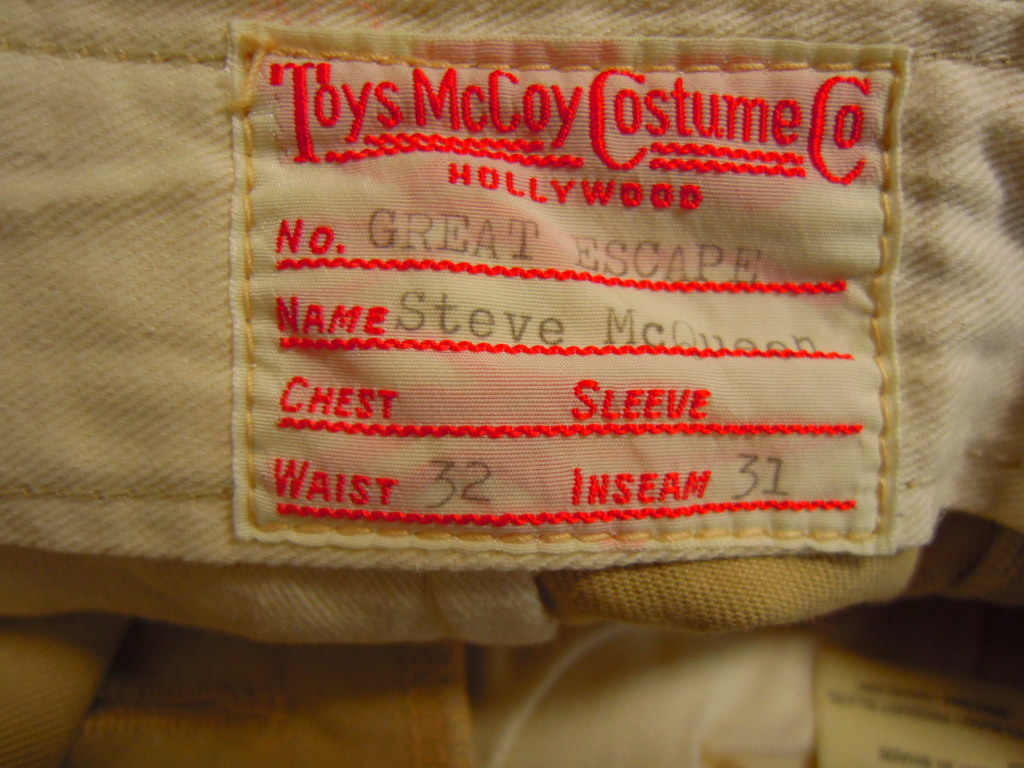 Toys McCoy Costume Co
HOLLYWOOD
No. GREAT ESCAPE
NAME Steve McQueen
CHEST SLEEVE
WAIST 32 INSEAM 31